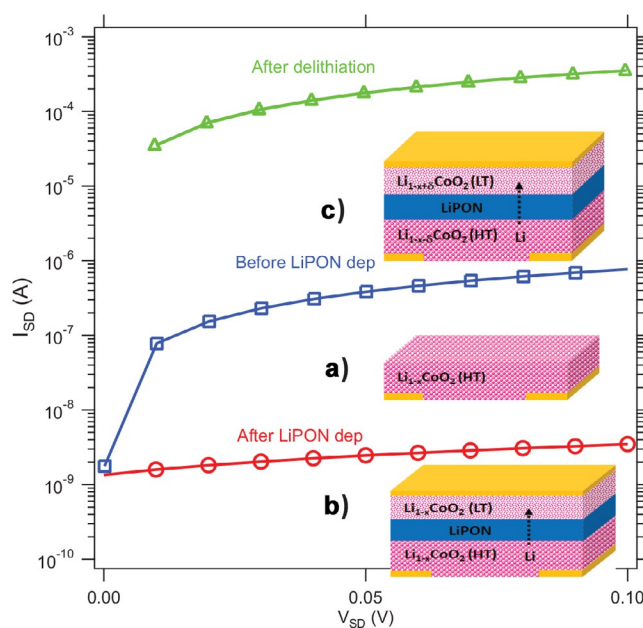 10⁻³
After delithiation
10⁻⁴
Li₁₋ₓ₊δCoO₂ (LT)
10⁻⁵
c)
LiPON
Li₁₋ₓ₋δCoO₂ (HT)
Li
10⁻⁶
Before LiPON dep
I_SD (A)
10⁻⁷
a)
Li₁₋ₓCoO₂ (HT)
10⁻⁸
After LiPON dep
10⁻⁹
b)
Li₁₋ₓCoO₂ (LT)
LiPON
Li₁₋ₓCoO₂ (HT)
Li
10⁻¹⁰
0.00 0.05 0.10
V_SD (V)